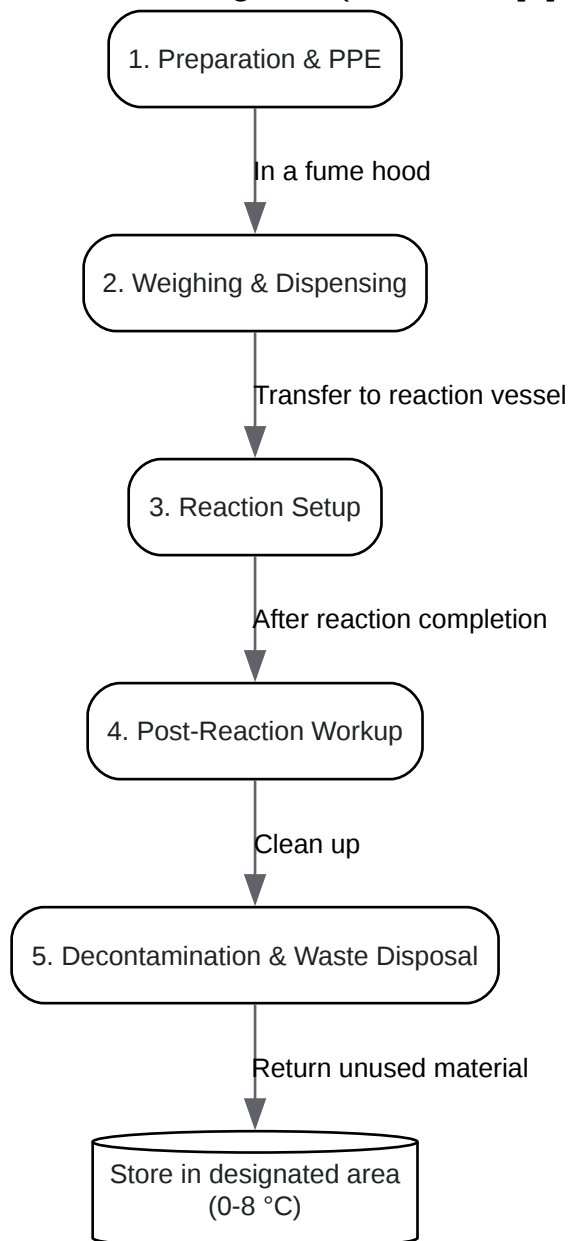 1. Preparation & PPE
In a fume hood
2. Weighing & Dispensing
Transfer to reaction vessel
3. Reaction Setup
After reaction completion
4. Post-Reaction Workup
Clean up
5. Decontamination & Waste Disposal
Return unused material
Store in designated area
(0-8 °C)